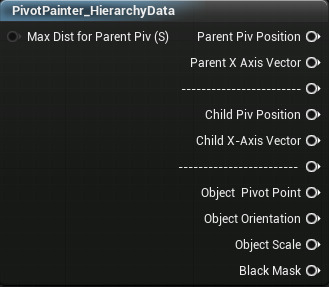 PivotPainter_HierarchyData
Max Dist for Parent Piv (S)
Parent Piv Position
Parent X Axis Vector
------------------------
Child Piv Position
Child X-Axis Vector
------------------------
Object  Pivot Point
Object Orientation
Object Scale
Black Mask